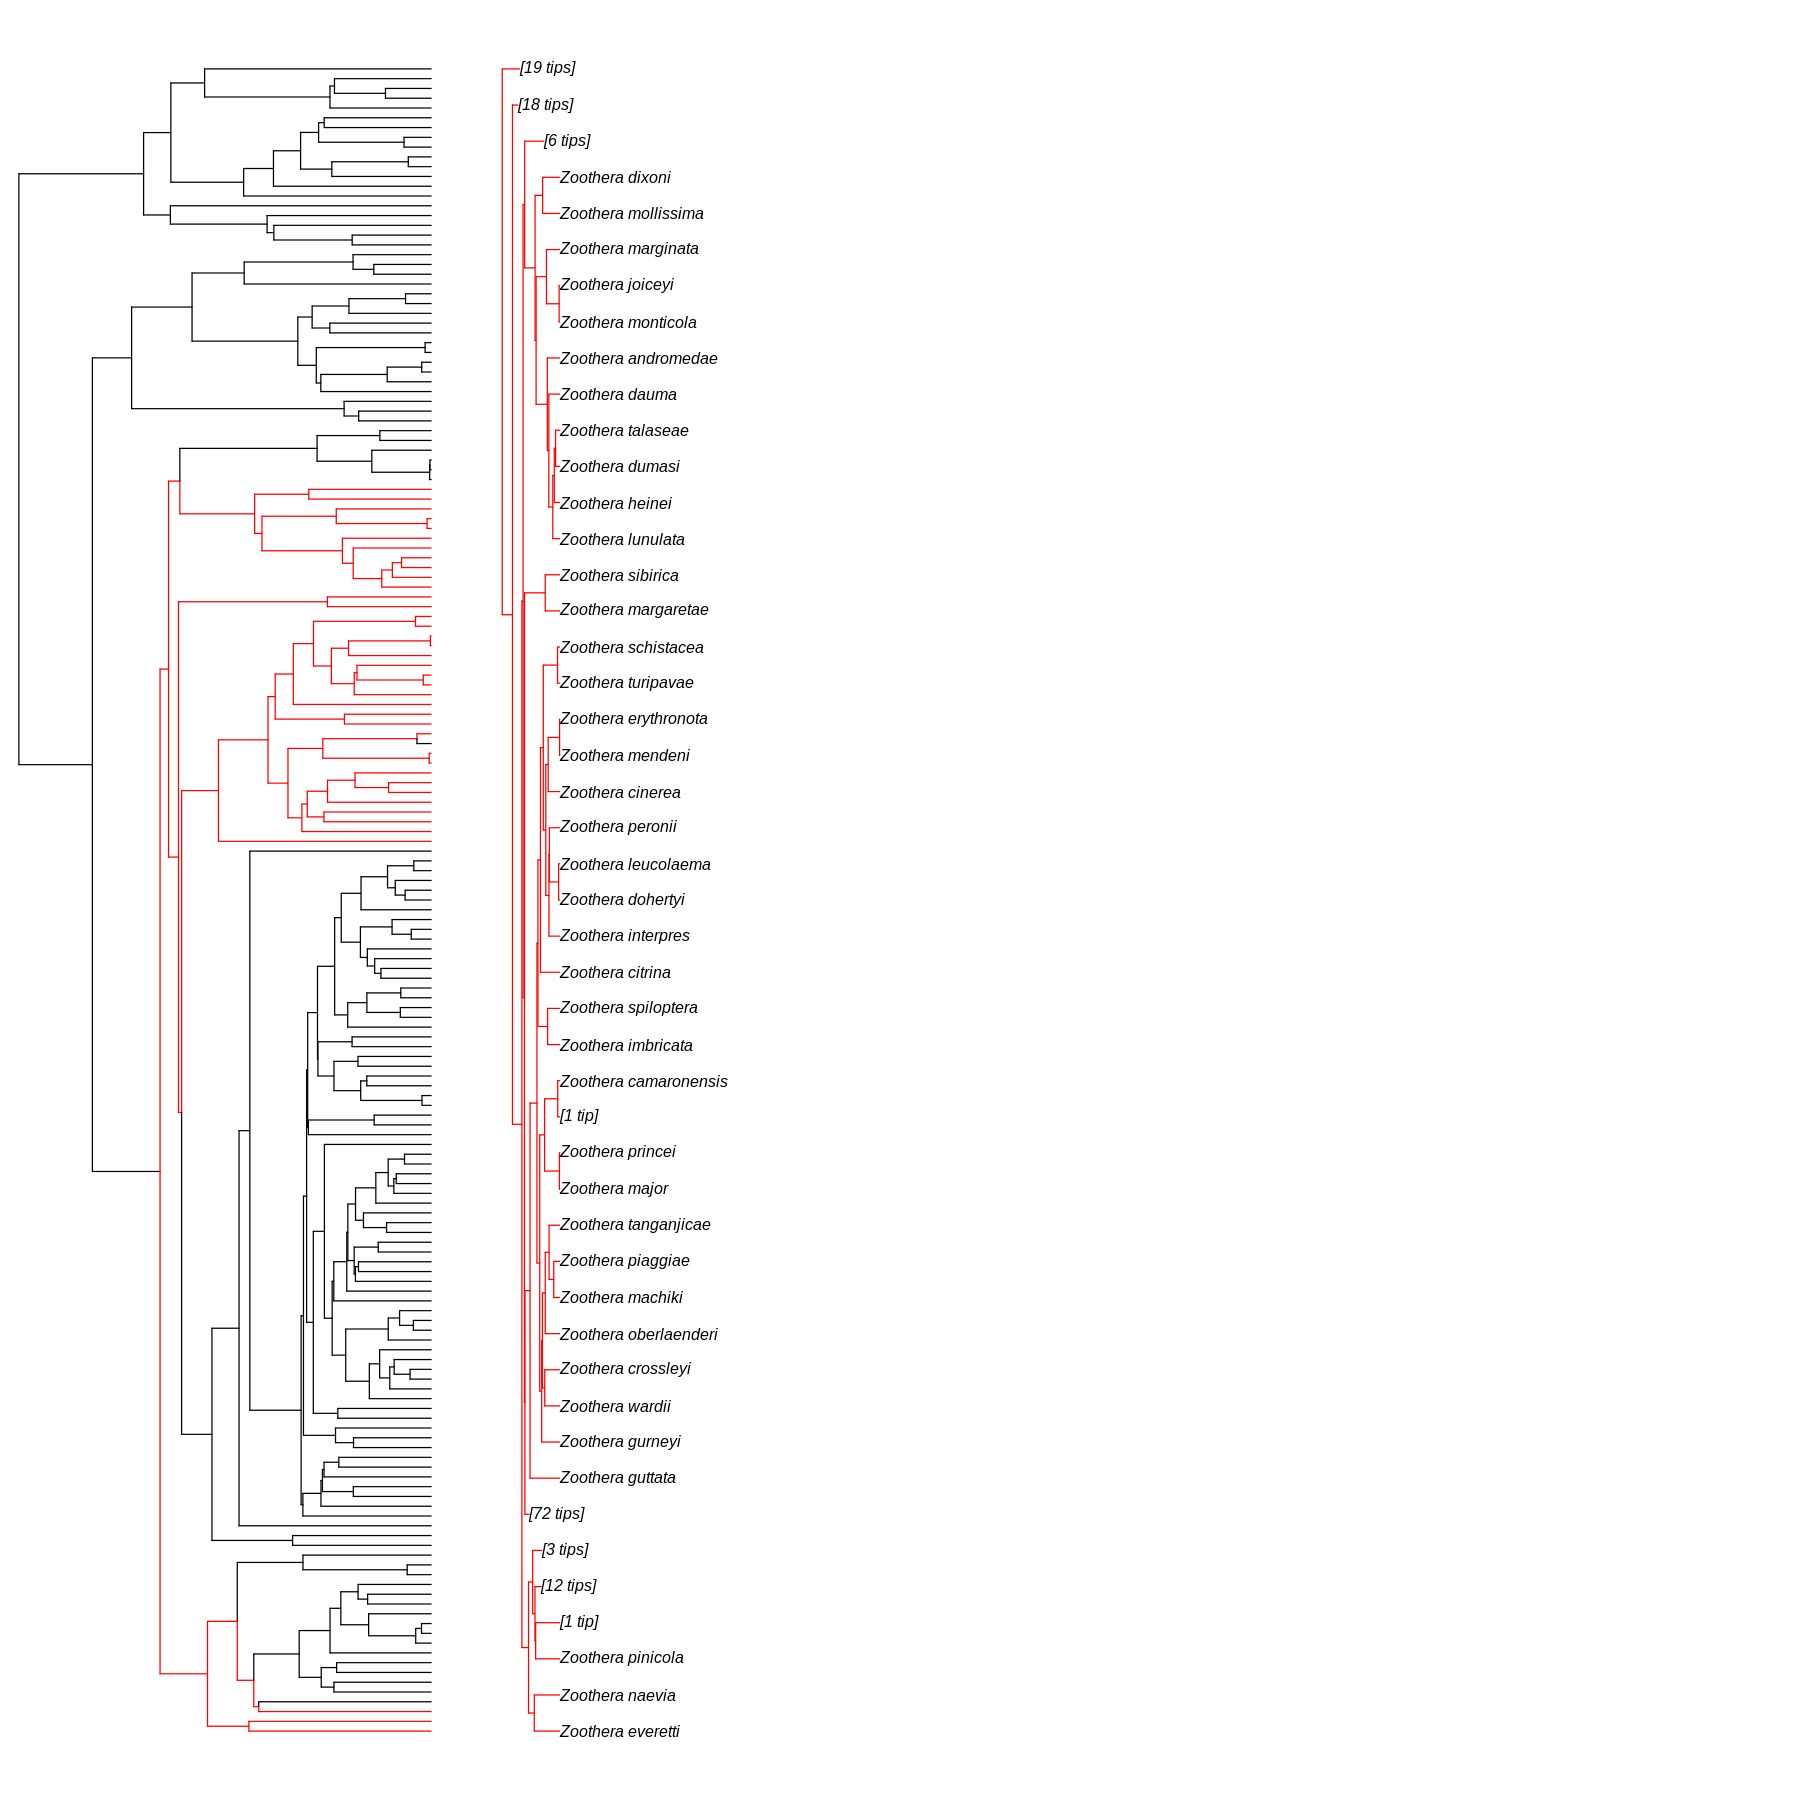 [19 tips]
[18 tips]
[6 tips]
Zoothera dixoni
Zoothera mollissima
Zoothera marginata
Zoothera joiceyi
Zoothera monticola
Zoothera andromedae
Zoothera dauma
Zoothera talaseae
Zoothera dumasi
Zoothera heinei
Zoothera lunulata
Zoothera sibirica
Zoothera margaretae
Zoothera schistacea
Zoothera turipavae
Zoothera erythronota
Zoothera mendeni
Zoothera cinerea
Zoothera peronii
Zoothera leucolaema
Zoothera dohertyi
Zoothera interpres
Zoothera citrina
Zoothera spiloptera
Zoothera imbricata
Zoothera camaronensis
[1 tip]
Zoothera princei
Zoothera major
Zoothera tanganjicae
Zoothera piaggiae
Zoothera machiki
Zoothera oberlaenderi
Zoothera crossleyi
Zoothera wardii
Zoothera gurneyi
Zoothera guttata
[72 tips]
[3 tips]
[12 tips]
[1 tip]
Zoothera pinicola
Zoothera naevia
Zoothera everetti